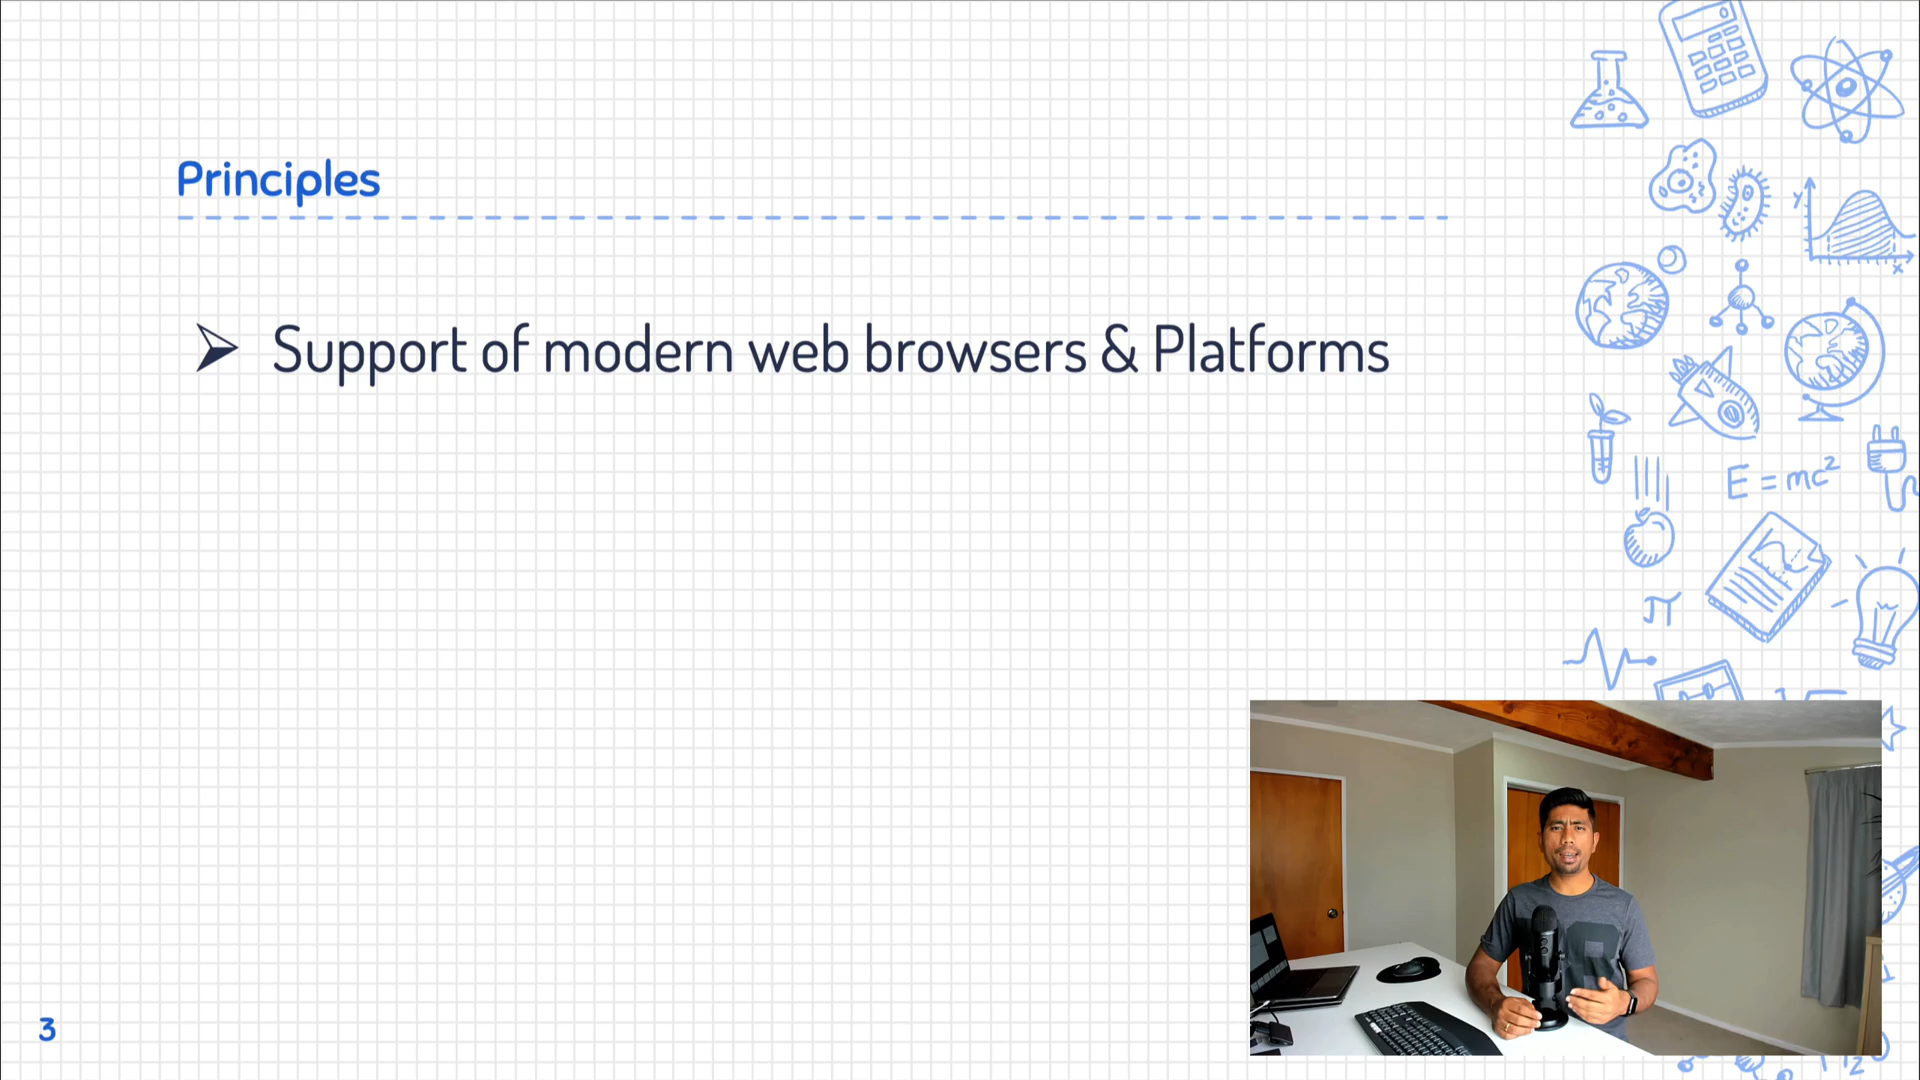 Principles
Support of modern web browsers & Platforms
y
x
E = mc²
π
3